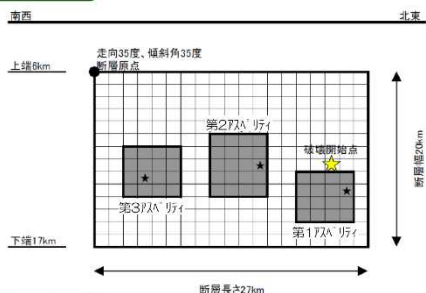 南西
北東
走向35度、傾斜角35度
上端6km
断層原点
第2アスペリティ
破壊開始点
断層幅20km
第3アスペリティ
第1アスペリティ
下端17km
断層長さ27km